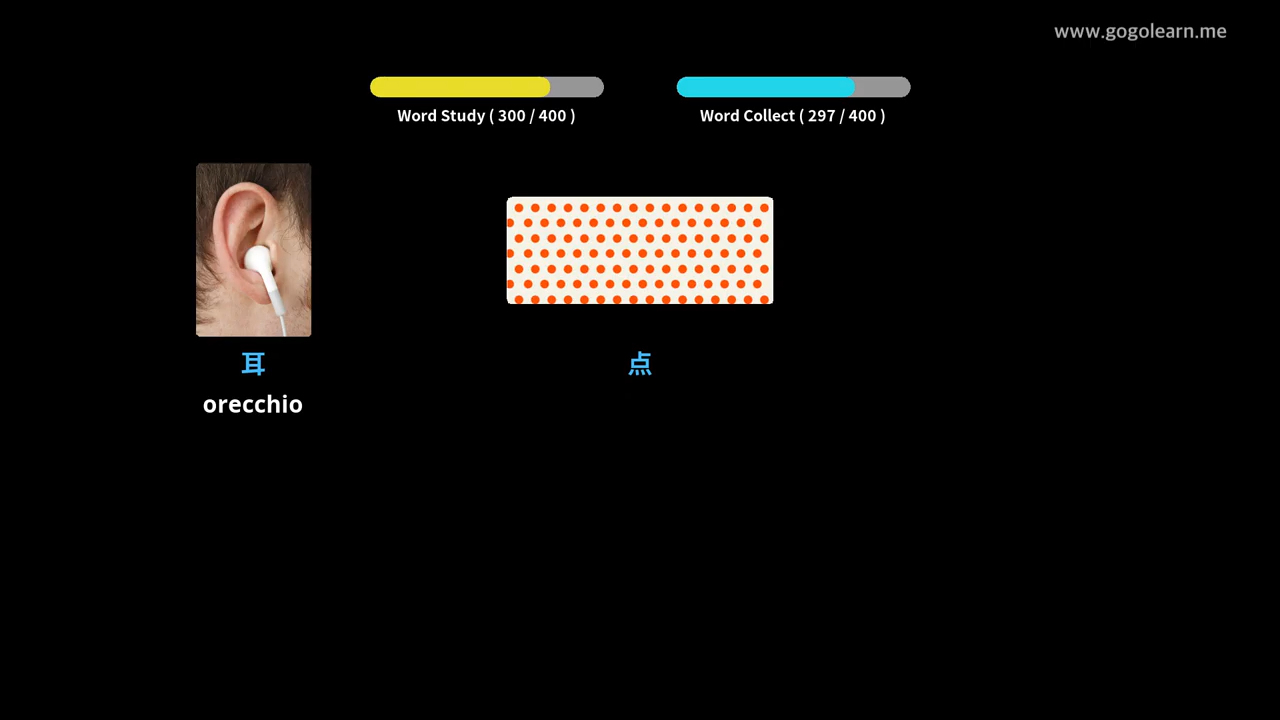 www.gogolearn.me
Word Study ( 300 / 400 )
Word Collect ( 297 / 400 )
耳
点
orecchio